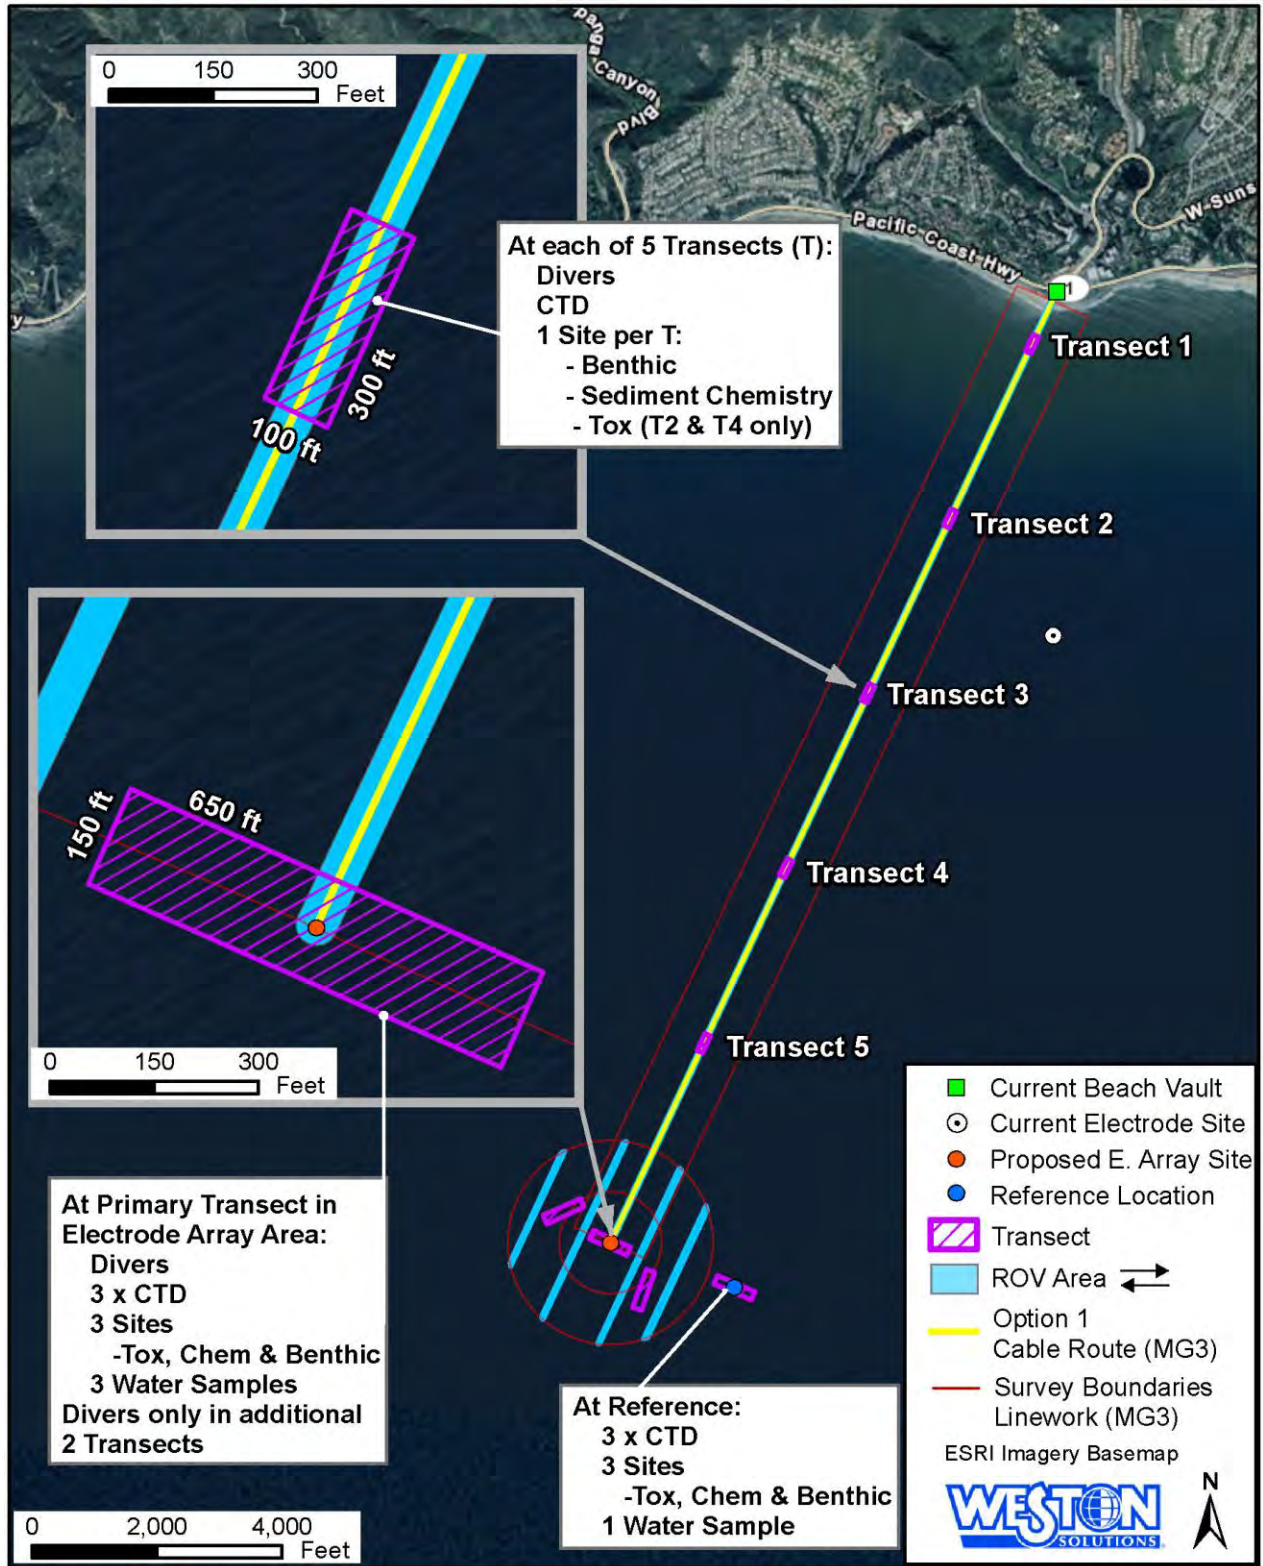 0 150 300
Feet
panga
Canyon
Blvd
Pacific Coast Hwy
W-Suns
1
y
At each of 5 Transects (T):
Divers
CTD
1 Site per T:
- Benthic
- Sediment Chemistry
- Tox (T2 & T4 only)
300 ft
100 ft
Transect 1
Transect 2
Transect 3
Transect 4
Transect 5
150 ft
650 ft
0 150 300
Feet
At Primary Transect in
Electrode Array Area:
Divers
3 x CTD
3 Sites
-Tox, Chem & Benthic
3 Water Samples
Divers only in additional
2 Transects
At Reference:
3 x CTD
3 Sites
-Tox, Chem & Benthic
1 Water Sample
0 2,000 4,000
Feet
Current Beach Vault
Current Electrode Site
Proposed E. Array Site
Reference Location
Transect
ROV Area
Option 1
Cable Route (MG3)
Survey Boundaries
Linework (MG3)
ESRI Imagery Basemap
WESTON
SOLUTIONS
N